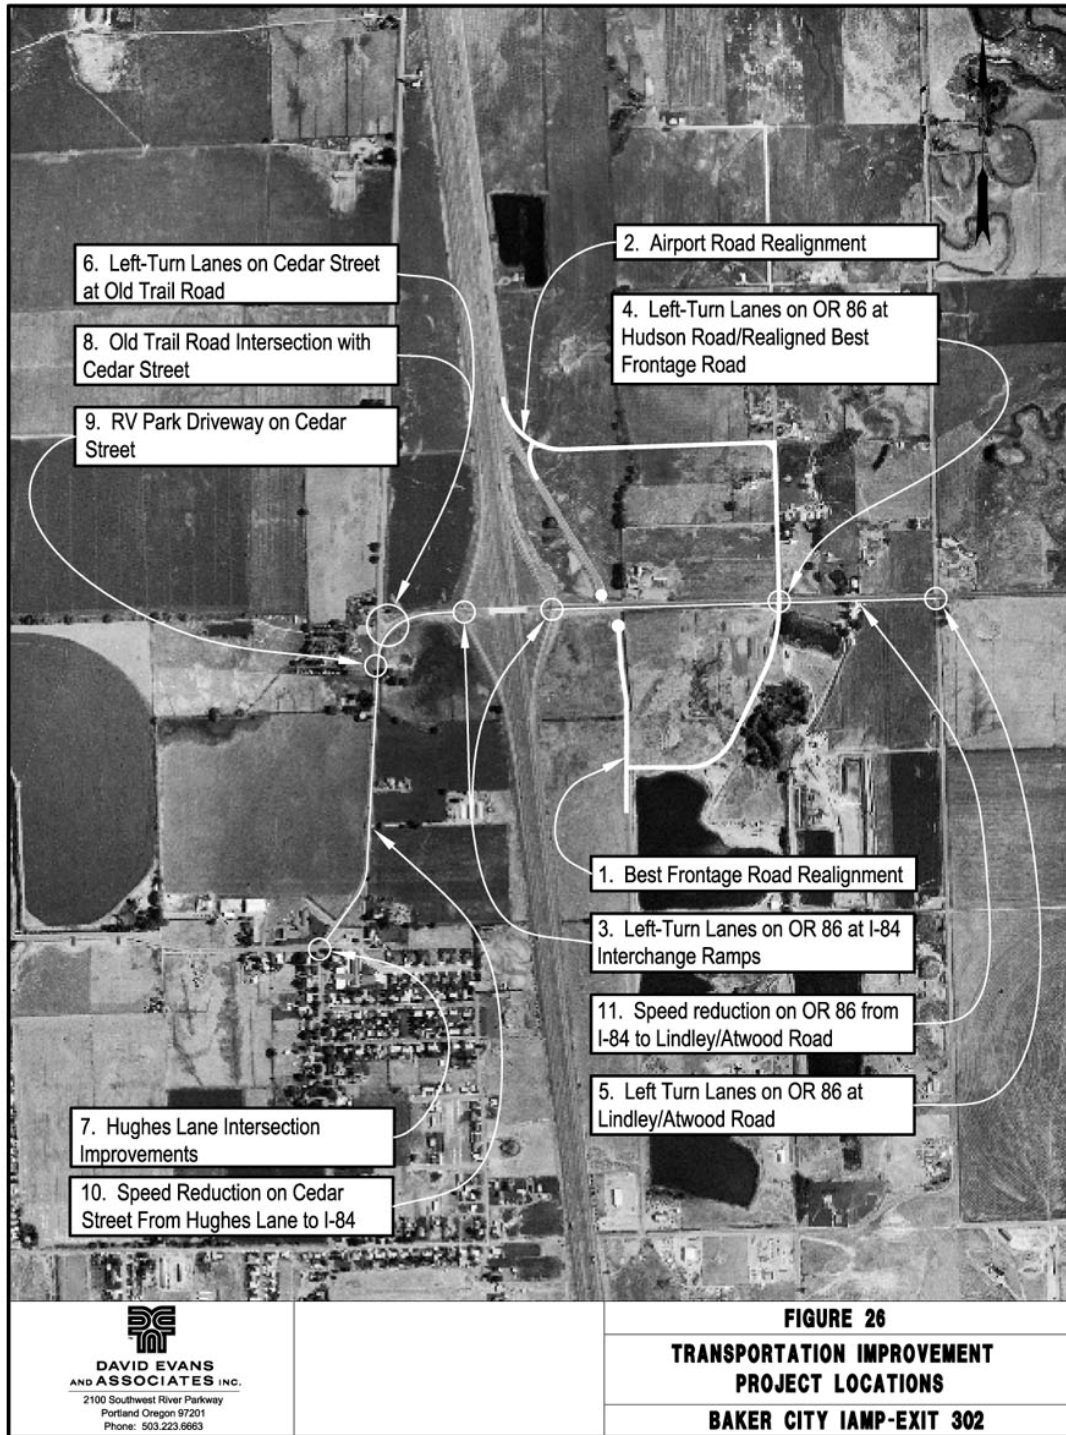 2. Airport Road Realignment
6. Left-Turn Lanes on Cedar Street
at Old Trail Road
4. Left-Turn Lanes on OR 86 at
Hudson Road/Realigned Best
Frontage Road
8. Old Trail Road Intersection with
Cedar Street
9. RV Park Driveway on Cedar
Street
1. Best Frontage Road Realignment
3. Left-Turn Lanes on OR 86 at I-84
Interchange Ramps
11. Speed reduction on OR 86 from
I-84 to Lindley/Atwood Road
5. Left Turn Lanes on OR 86 at
Lindley/Atwood Road
7. Hughes Lane Intersection
Improvements
10. Speed Reduction on Cedar
Street From Hughes Lane to I-84
DAVID EVANS
AND ASSOCIATES INC.
2100 Southwest River Parkway
Portland Oregon 97201
Phone: 503.223.6663
FIGURE 26
TRANSPORTATION IMPROVEMENT
PROJECT LOCATIONS
BAKER CITY IAMP-EXIT 302